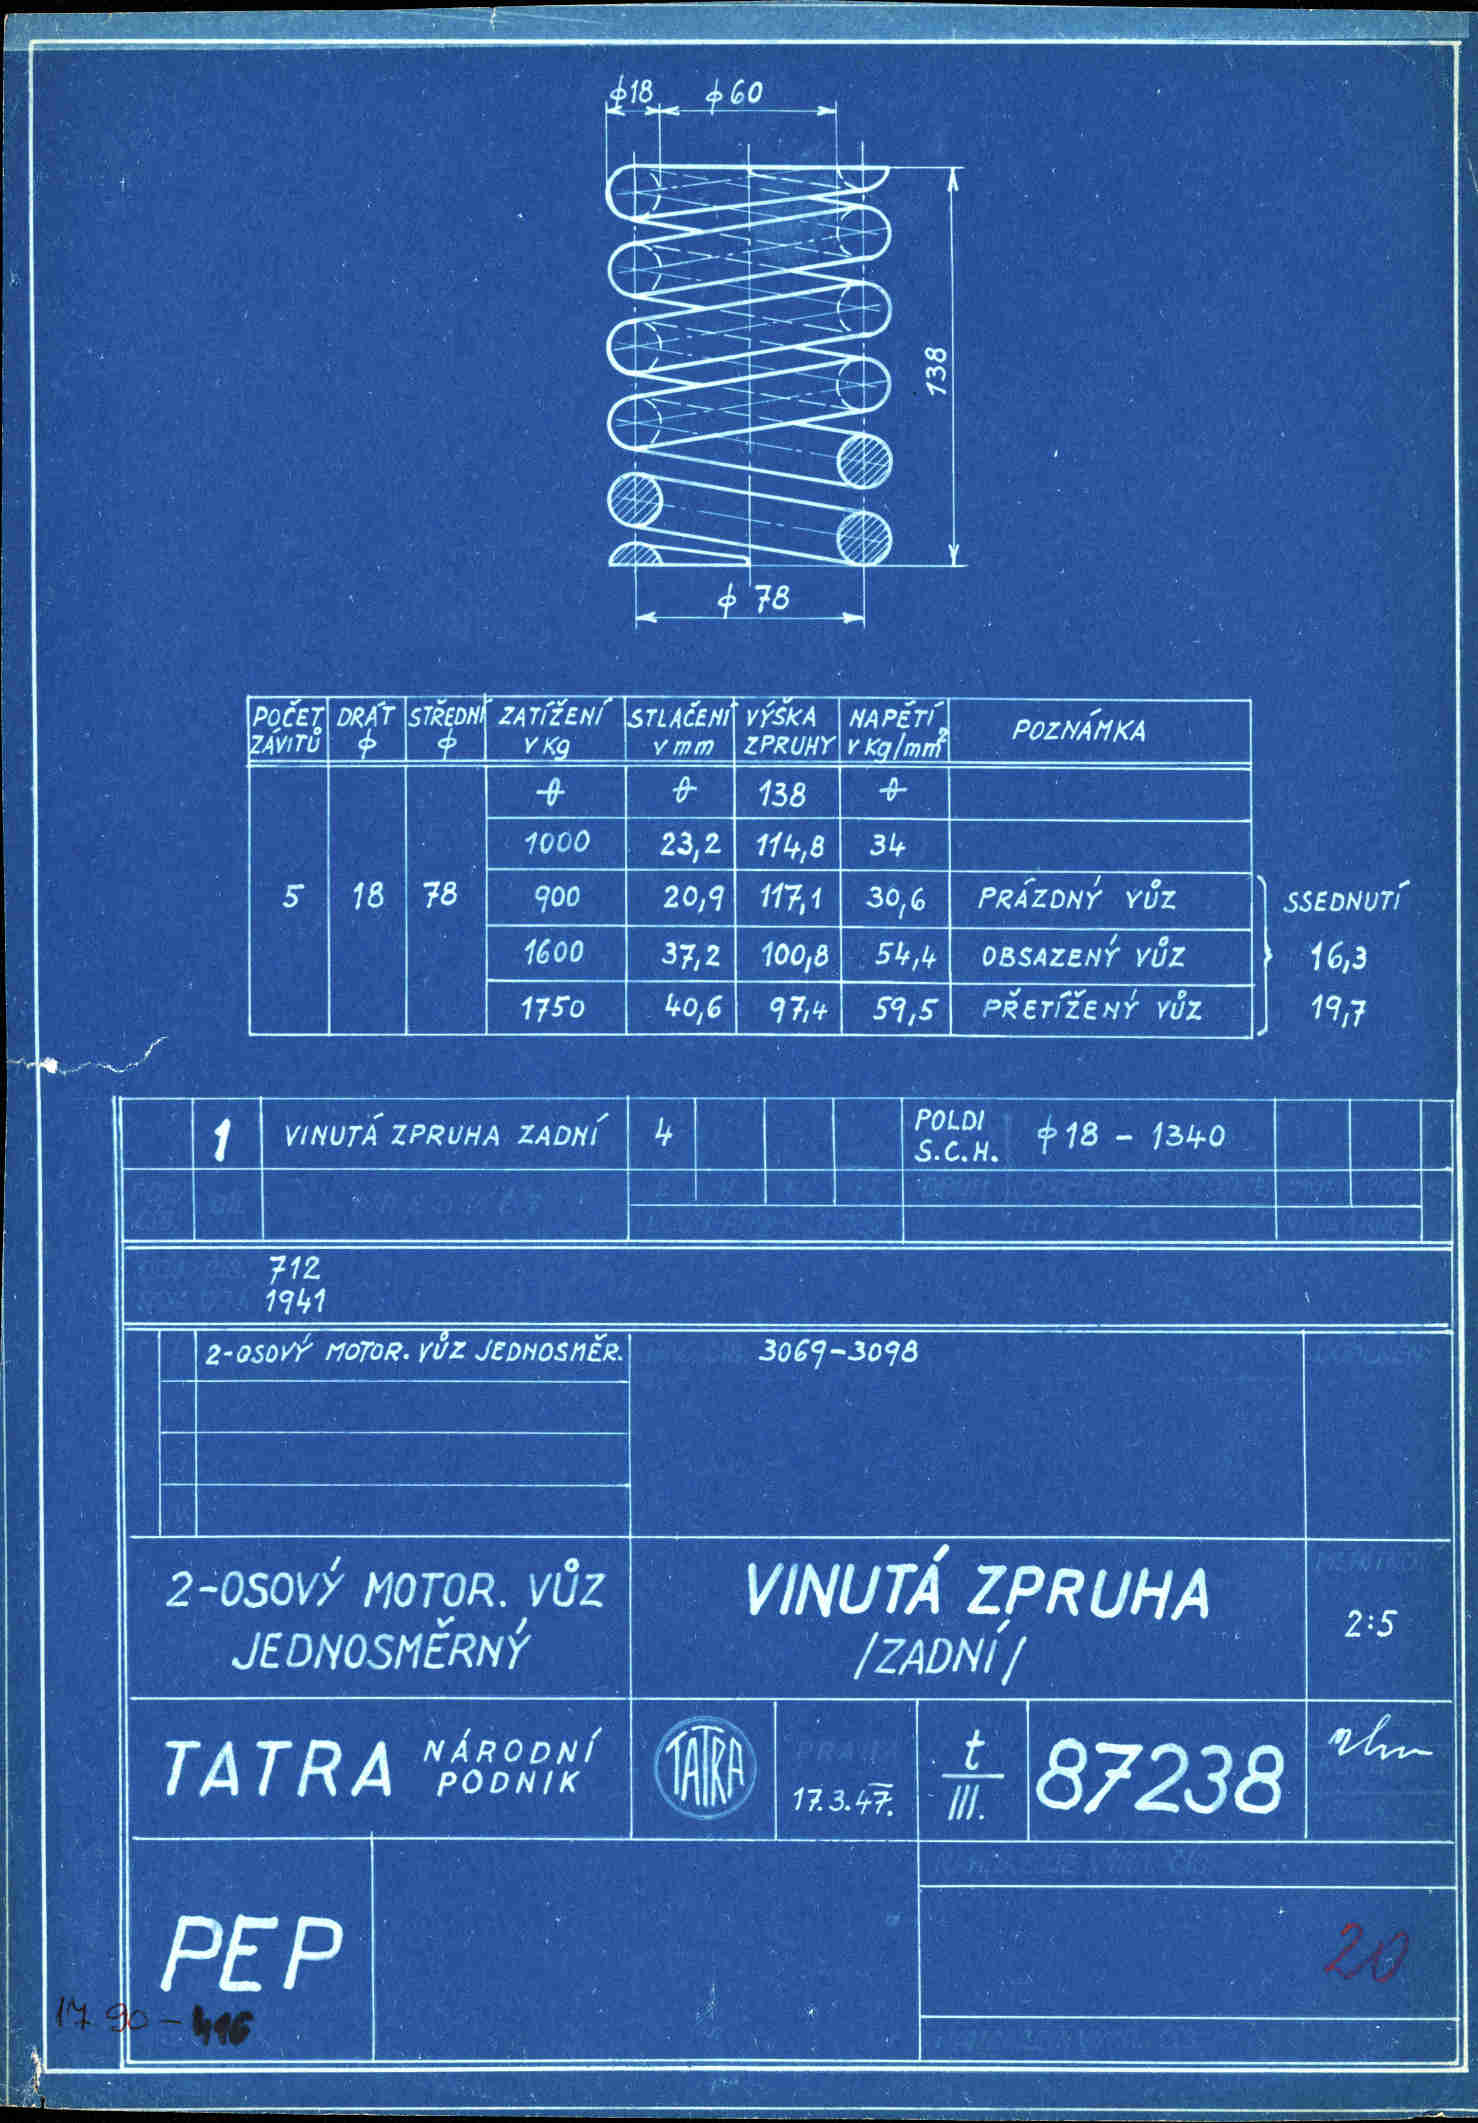 ϕ18 ϕ60
138
ϕ 78
POČET ZÁVITŮ DRÁT ϕ STŘEDNÍ ϕ ZATÍŽENÍ V Kg STLAČENÍ V mm VÝŠKA ZPRUHY NAPĚTÍ V Kg/mm² POZNÁMKA
0 0 138 0
1000 23,2 114,8 34
5 18 78 900 20,9 117,1 30,6 PRÁZDNÝ VŮZ SSEDNUTÍ
1600 37,2 100,8 54,4 OBSAZENÝ VŮZ 16,3
1750 40,6 97,4 59,5 PŘETÍŽENÝ VŮZ 19,7
1 VINUTÁ ZPRUHA ZADNÍ 4 POLDI S.C.H. ϕ18 - 1340
712
1941
2-OSOVÝ MOTOR. VŮZ JEDNOSMĚR. 3069-3098
2-OSOVÝ MOTOR. VŮZ
JEDNOSMĚRNÝ
VINUTÁ ZPRUHA
/ZADNÍ/
2:5
TATRA NÁRODNÍ PODNIK
TATRA
PRAHA
17.3.47.
t
III.
87238
PEP
20
17 90 - 416